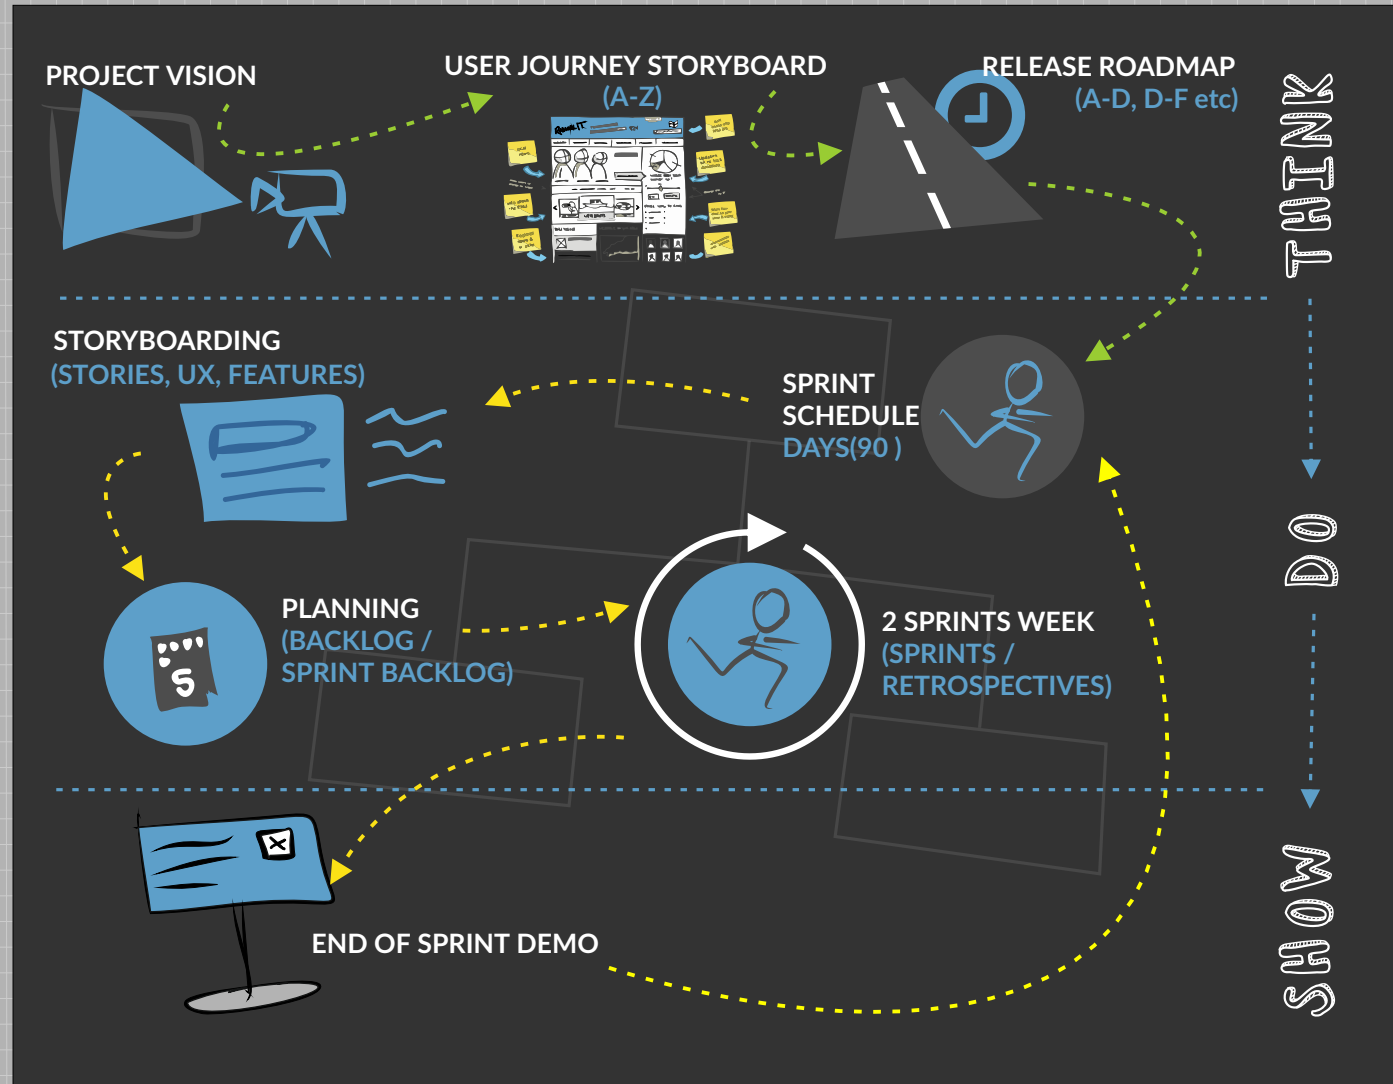 PROJECT VISION
USER JOURNEY STORYBOARD
(A-Z)
RELEASE ROADMAP
(A-D, D-F etc)
THINK
STORYBOARDING
(STORIES, UX, FEATURES)
SPRINT
SCHEDULE
DAYS(90 )
DO
PLANNING
(BACKLOG /
SPRINT BACKLOG)
5
2 SPRINTS WEEK
(SPRINTS /
RETROSPECTIVES)
END OF SPRINT DEMO
SHOW